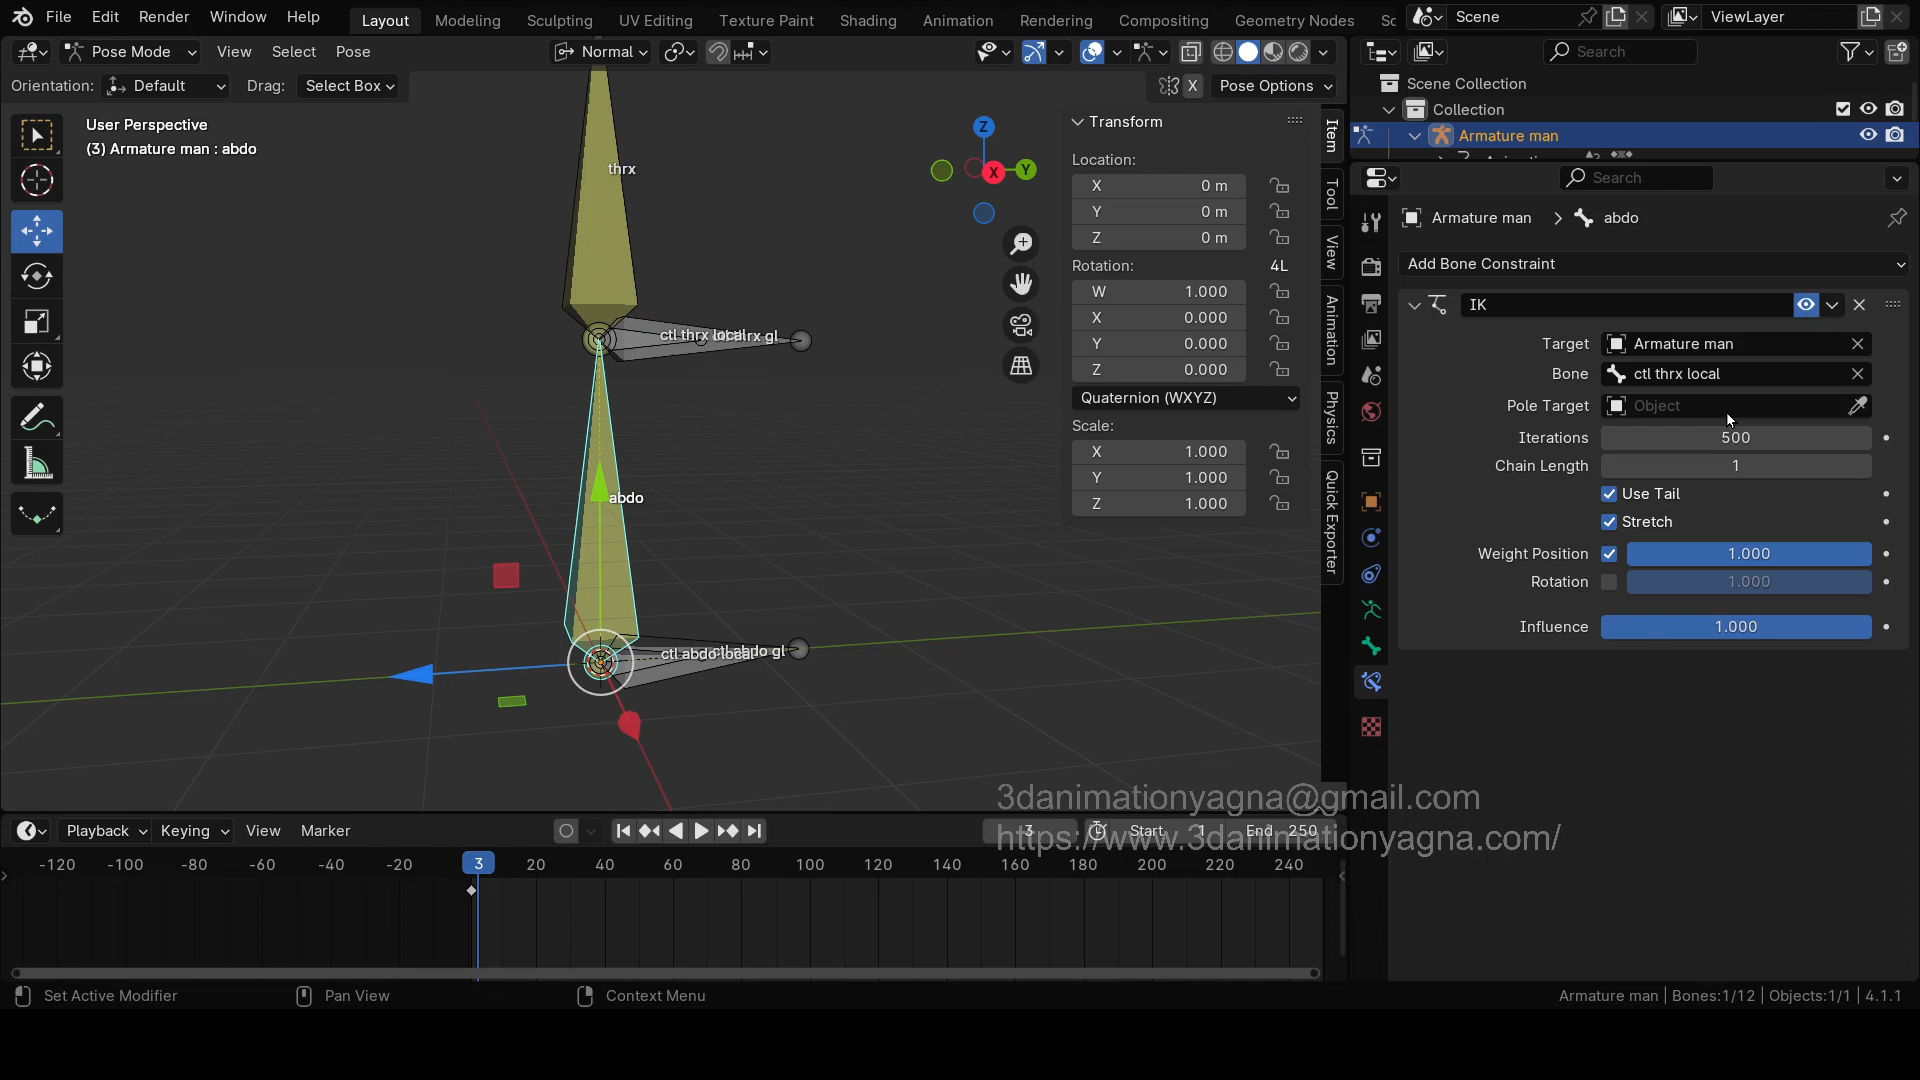 File Edit Render Window Help Layout Modeling Sculpting UV Editing Texture Paint Shading Animation Rendering Compositing Geometry Nodes Scene ViewLayer
Pose Mode View Select Pose Normal Search
Orientation: Default Drag: Select Box X Pose Options
Scene Collection
Collection
Armature man
User Perspective
(3) Armature man : abdo
thrx
ctl thrx local
abdo
ctl abdo local
Z
X
Y
Transform
Location:
X 0 m
Y 0 m
Z 0 m
Rotation: 4L
W 1.000
X 0.000
Y 0.000
Z 0.000
Quaternion (WXYZ)
Scale:
X 1.000
Y 1.000
Z 1.000
Item
Tool
View
Animation
Physics
Quick Exporter
Search
Armature man abdo
Add Bone Constraint
IK
Target Armature man
Bone ctl thrx local
Pole Target Object
Iterations 500
Chain Length 1
Use Tail
Stretch
Weight Position 1.000
Rotation 1.000
Influence 1.000
3danimationyagna@gmail.com
https://www.3danimationyagna.com/
Playback Keying View Marker 3 Start 1 End 250
-120 -100 -80 -60 -40 -20 3 20 40 60 80 100 120 140 160 180 200 220 240
Set Active Modifier Pan View Context Menu Armature man | Bones:1/12 | Objects:1/1 | 4.1.1